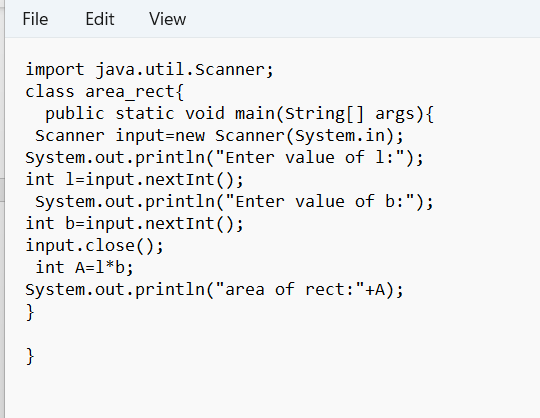 File Edit View
import java.util.Scanner;
class area_rect{
  public static void main(String[] args){
 Scanner input=new Scanner(System.in);
System.out.println("Enter value of l:");
int l=input.nextInt();
 System.out.println("Enter value of b:");
int b=input.nextInt();
input.close();
 int A=l*b;
System.out.println("area of rect:"+A);
}
}